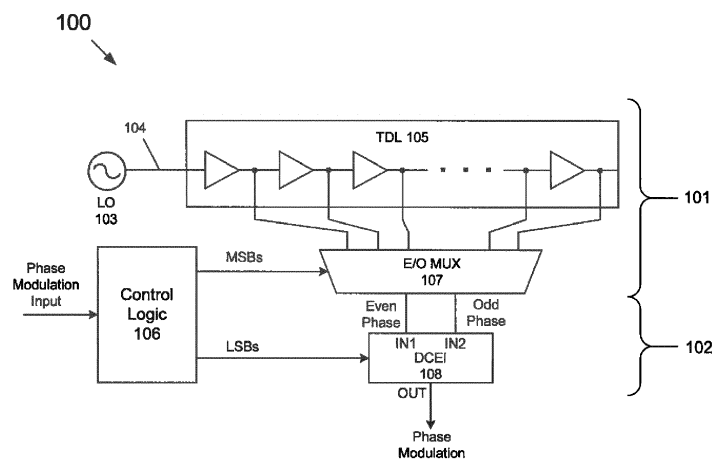 100
104
TDL 105
LO
103
101
Phase
Modulation
Input
Control
Logic
106
MSBs
E/O MUX
107
Even
Phase
Odd
Phase
LSBs
IN1 IN2
DCEI
108
102
OUT
Phase
Modulation